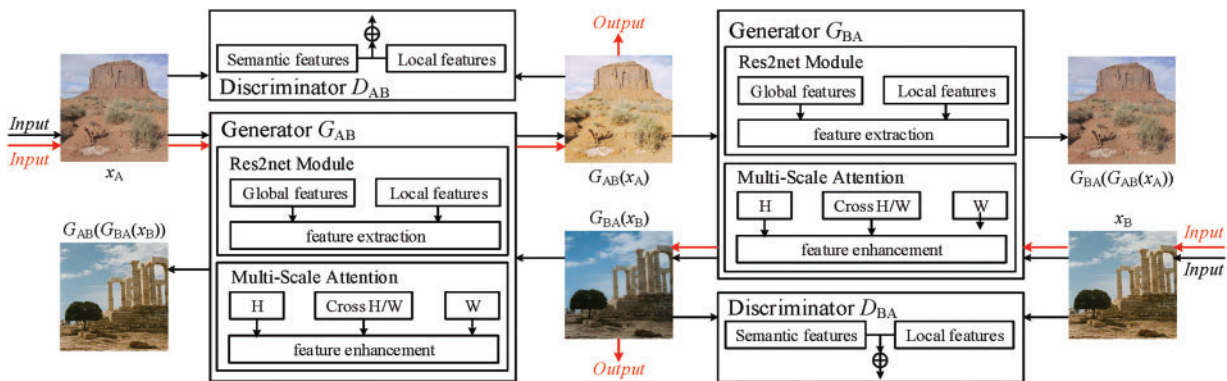 Input
Input
x_A
G_AB(G_BA(x_B))
Semantic features
Local features
Discriminator D_AB
Generator G_AB
Res2net Module
Global features
Local features
feature extraction
Multi-Scale Attention
H
Cross H/W
W
feature enhancement
Output
G_AB(x_A)
G_BA(x_B)
Output
Generator G_BA
Res2net Module
Global features
Local features
feature extraction
Multi-Scale Attention
H
Cross H/W
W
feature enhancement
Discriminator D_BA
Semantic features
Local features
G_BA(G_AB(x_A))
x_B
Input
Input